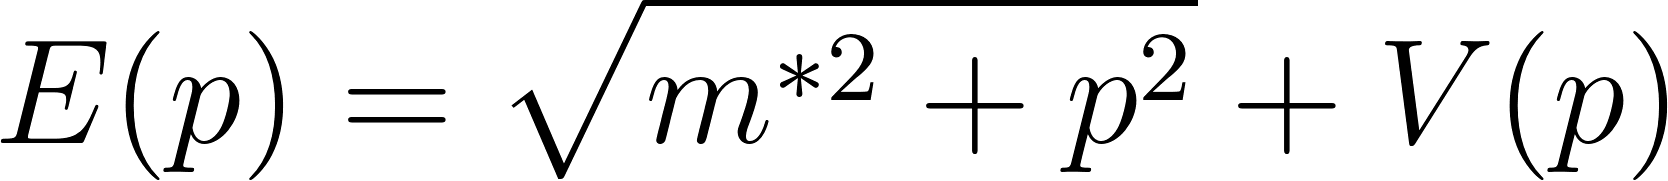 E(p) = √(m*² + p²) + V(p)